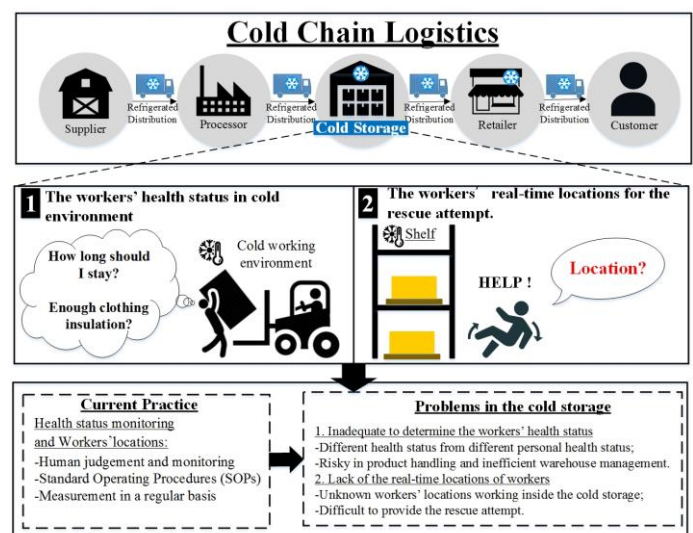 Cold Chain Logistics
Supplier
Refrigerated
Distribution
Processor
Refrigerated
Distribution
Cold Storage
Refrigerated
Distribution
Retailer
Refrigerated
Distribution
Customer
1 The workers' health status in cold
environment
How long should
I stay?
Enough clothing
insulation?
Cold working
environment
2 The workers' real-time locations for the
rescue attempt.
Shelf
HELP !
Location?
Current Practice
Health status monitoring
and Workers`locations:
-Human judgement and monitoring
-Standard Operating Procedures (SOPs)
-Measurement in a regular basis
Problems in the cold storage
1. Inadequate to determine the workers' health status
-Different health status from different personal health status;
-Risky in product handling and inefficient warehouse management.
2. Lack of the real-time locations of workers
-Unknown workers' locations working inside the cold storage;
-Difficult to provide the rescue attempt.